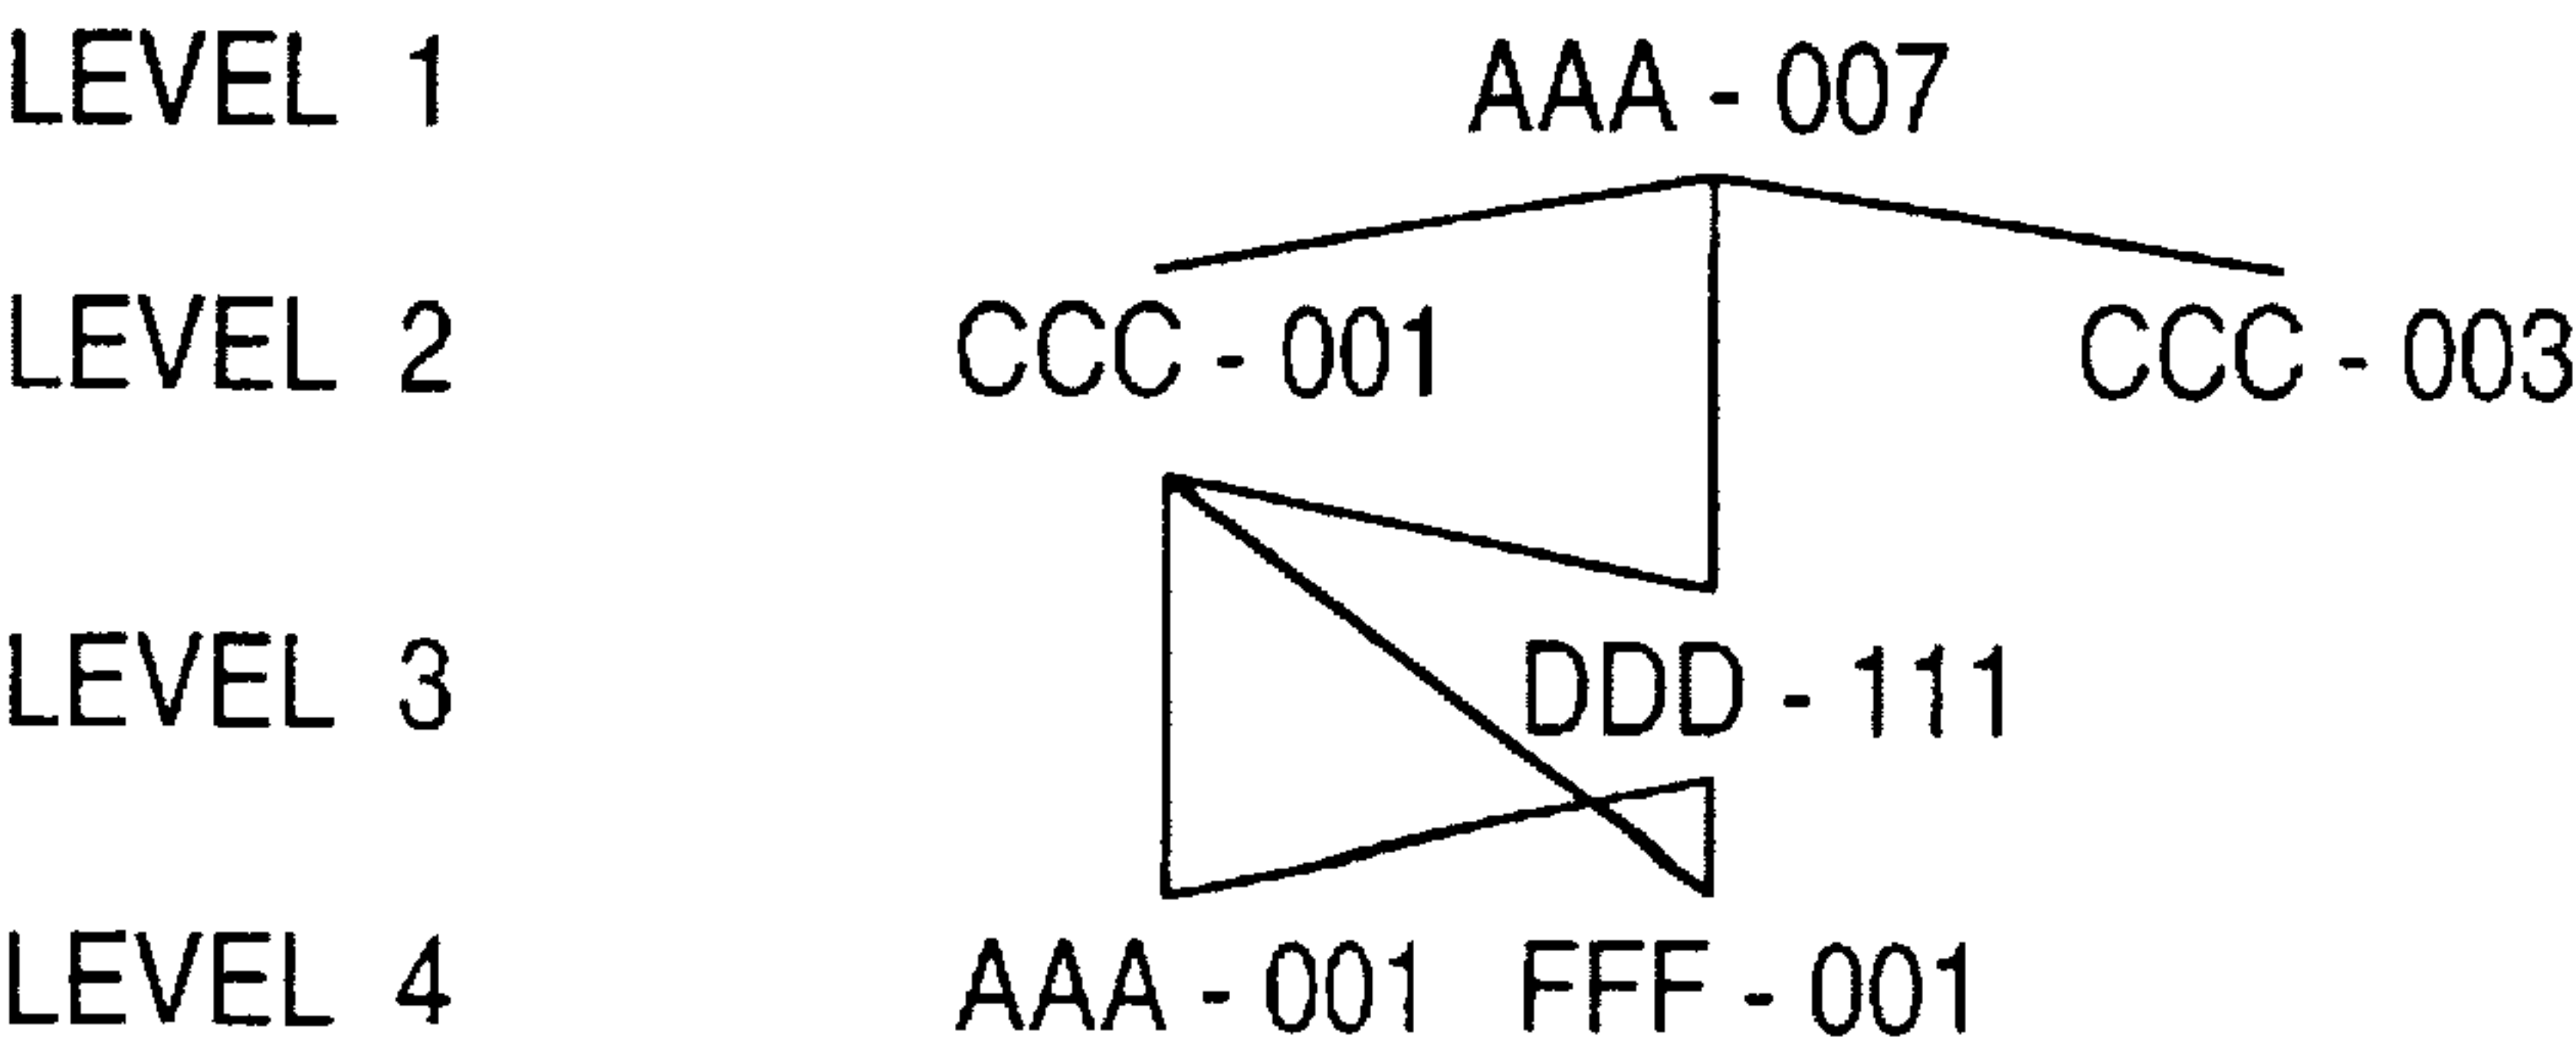 LEVEL 1 AAA - 007
LEVEL 2 CCC - 001 CCC - 003
LEVEL 3 DDD - 111
LEVEL 4 AAA - 001 FFF - 001